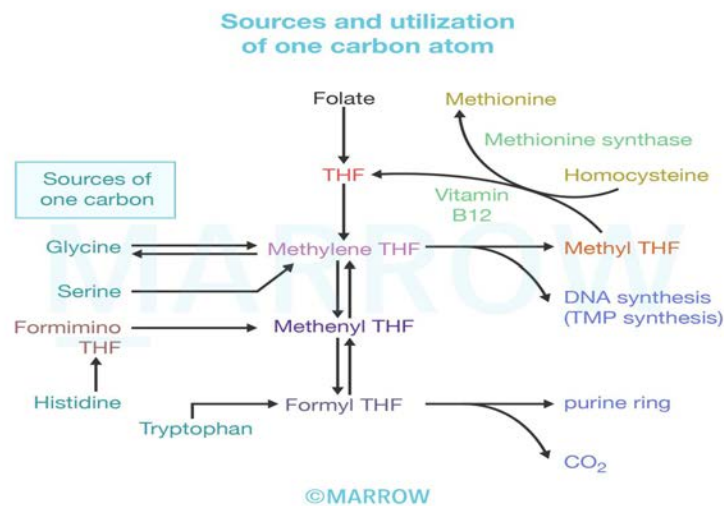 Sources and utilization
of one carbon atom
Folate
Methionine
Methionine synthase
THF
Homocysteine
Sources of
one carbon
Vitamin
B12
Glycine
Methylene THF
Methyl THF
MARROW
Serine
DNA synthesis
(TMP synthesis)
Formimino
THF
Methenyl THF
Histidine
Tryptophan
Formyl THF
purine ring
CO₂
©MARROW